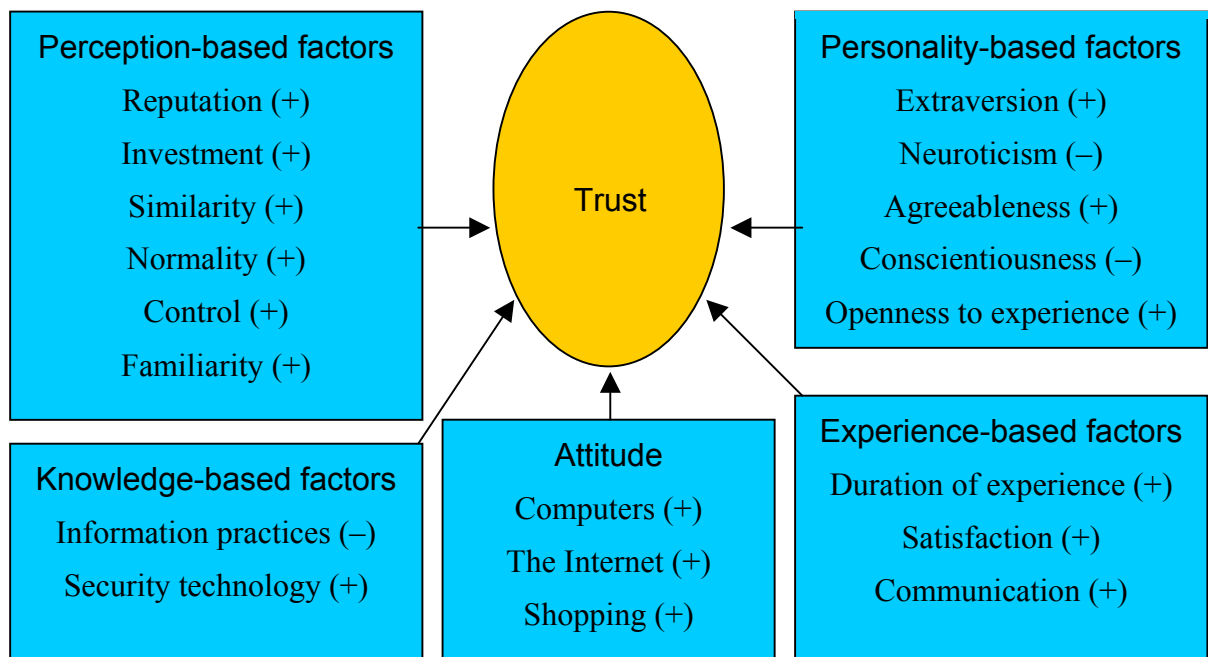 Perception-based factors
Reputation (+)
Investment (+)
Similarity (+)
Normality (+)
Control (+)
Familiarity (+)
Trust
Personality-based factors
Extraversion (+)
Neuroticism (–)
Agreeableness (+)
Conscientiousness (–)
Openness to experience (+)
Knowledge-based factors
Information practices (–)
Security technology (+)
Attitude
Computers (+)
The Internet (+)
Shopping (+)
Experience-based factors
Duration of experience (+)
Satisfaction (+)
Communication (+)